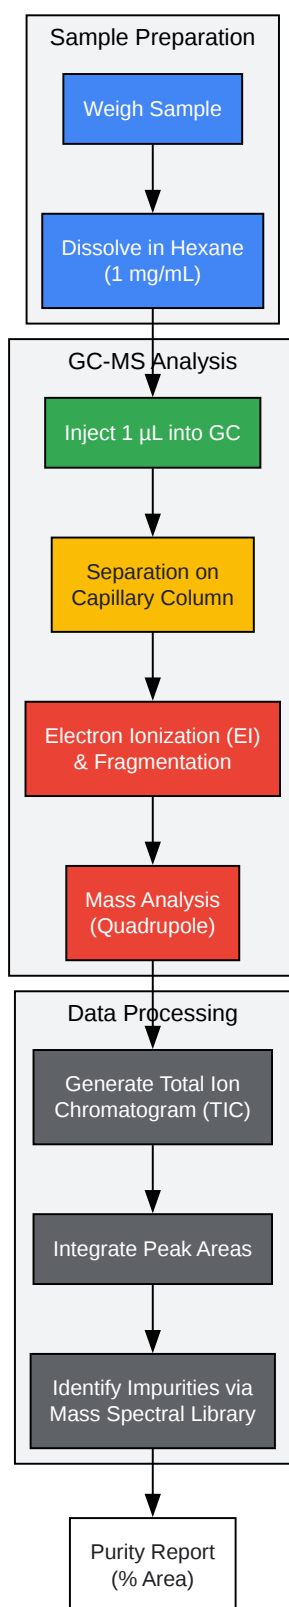 Sample Preparation
Weigh Sample
Dissolve in Hexane
(1 mg/mL)
GC-MS Analysis
Inject 1 µL into GC
Separation on
Capillary Column
Electron Ionization (EI)
& Fragmentation
Mass Analysis
(Quadrupole)
Data Processing
Generate Total Ion
Chromatogram (TIC)
Integrate Peak Areas
Identify Impurities via
Mass Spectral Library
Purity Report
(% Area)